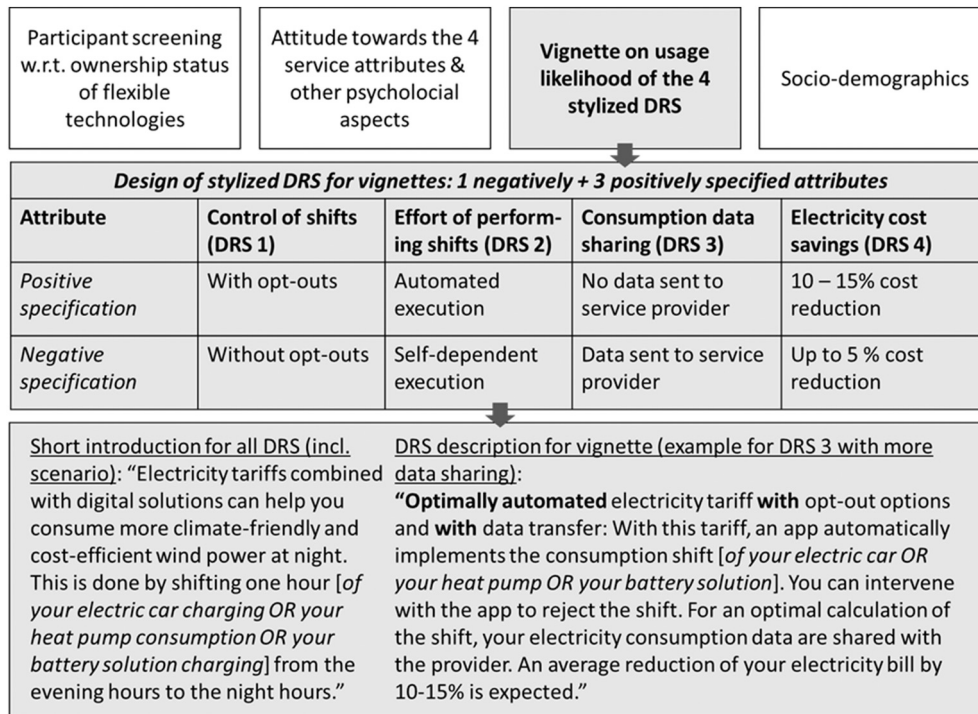 Participant screening
w.r.t. ownership status
of flexible
technologies
Attitude towards the 4
service attributes &
other psycholocial
aspects
Vignette on usage
likelihood of the 4
stylized DRS
Socio-demographics
Design of stylized DRS for vignettes: 1 negatively + 3 positively specified attributes
Attribute
Control of shifts
(DRS 1)
Effort of perform-
ing shifts (DRS 2)
Consumption data
sharing (DRS 3)
Electricity cost
savings (DRS 4)
Positive
specification
With opt-outs
Automated
execution
No data sent to
service provider
10 – 15% cost
reduction
Negative
specification
Without opt-outs
Self-dependent
execution
Data sent to service
provider
Up to 5 % cost
reduction
Short introduction for all DRS (incl.
scenario): “Electricity tariffs combined
with digital solutions can help you
consume more climate-friendly and
cost-efficient wind power at night.
This is done by shifting one hour [of
your electric car charging OR your
heat pump consumption OR your
battery solution charging] from the
evening hours to the night hours.”
DRS description for vignette (example for DRS 3 with more
data sharing):
“Optimally automated electricity tariff with opt-out options
and with data transfer: With this tariff, an app automatically
implements the consumption shift [of your electric car OR
your heat pump OR your battery solution]. You can intervene
with the app to reject the shift. For an optimal calculation of
the shift, your electricity consumption data are shared with
the provider. An average reduction of your electricity bill by
10-15% is expected.”